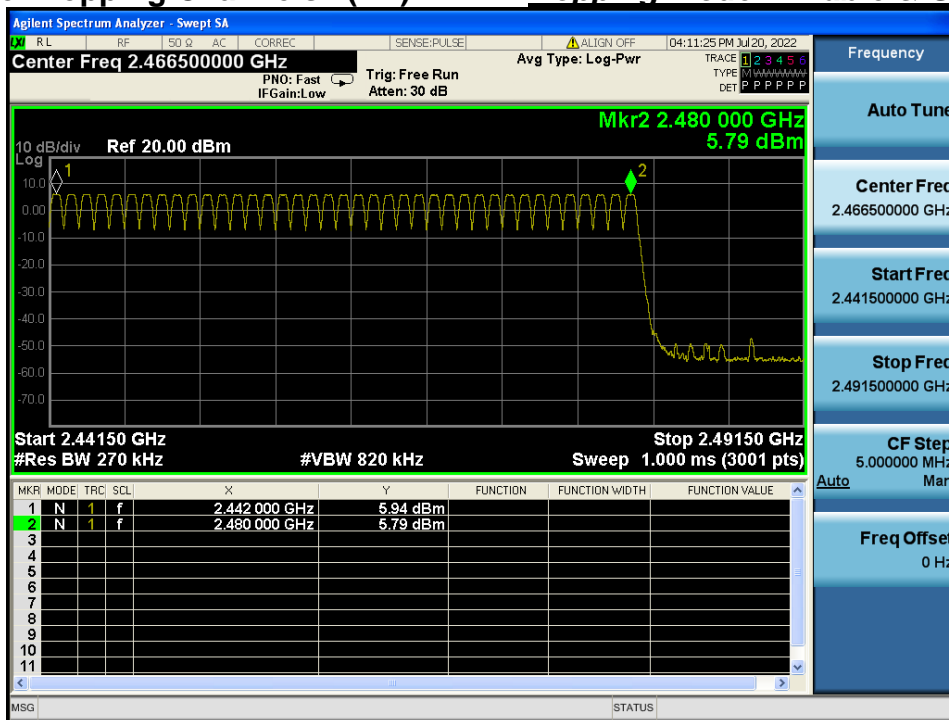 Agilent Spectrum Analyzer - Swept SA
LXI RL RF 50 Ω AC CORREC SENSE:PULSE ALIGN OFF 04:11:25 PM Jul 20, 2022
Center Freq 2.466500000 GHz
PNO: Fast
IFGain:Low
Trig: Free Run
Atten: 30 dB
Avg Type: Log-Pwr
TRACE 1 2 3 4 5 6
TYPE M WWWWW
DET P P P P P P
Mkr2 2.480 000 GHz
5.79 dBm
10 dB/div Ref 20.00 dBm
Log
1
2
10.0
0.00
-10.0
-20.0
-30.0
-40.0
-50.0
-60.0
-70.0
Start 2.44150 GHz Stop 2.49150 GHz
#Res BW 270 kHz #VBW 820 kHz Sweep 1.000 ms (3001 pts)
MKR MODE TRC SCL X Y FUNCTION FUNCTION WIDTH FUNCTION VALUE
1 N 1 f 2.442 000 GHz 5.94 dBm
2 N 1 f 2.480 000 GHz 5.79 dBm
3
4
5
6
7
8
9
10
11
MSG STATUS
Frequency
Auto Tune
Center Freq
2.466500000 GHz
Start Freq
2.441500000 GHz
Stop Freq
2.491500000 GHz
CF Step
5.000000 MHz
Auto Man
Freq Offset
0 Hz